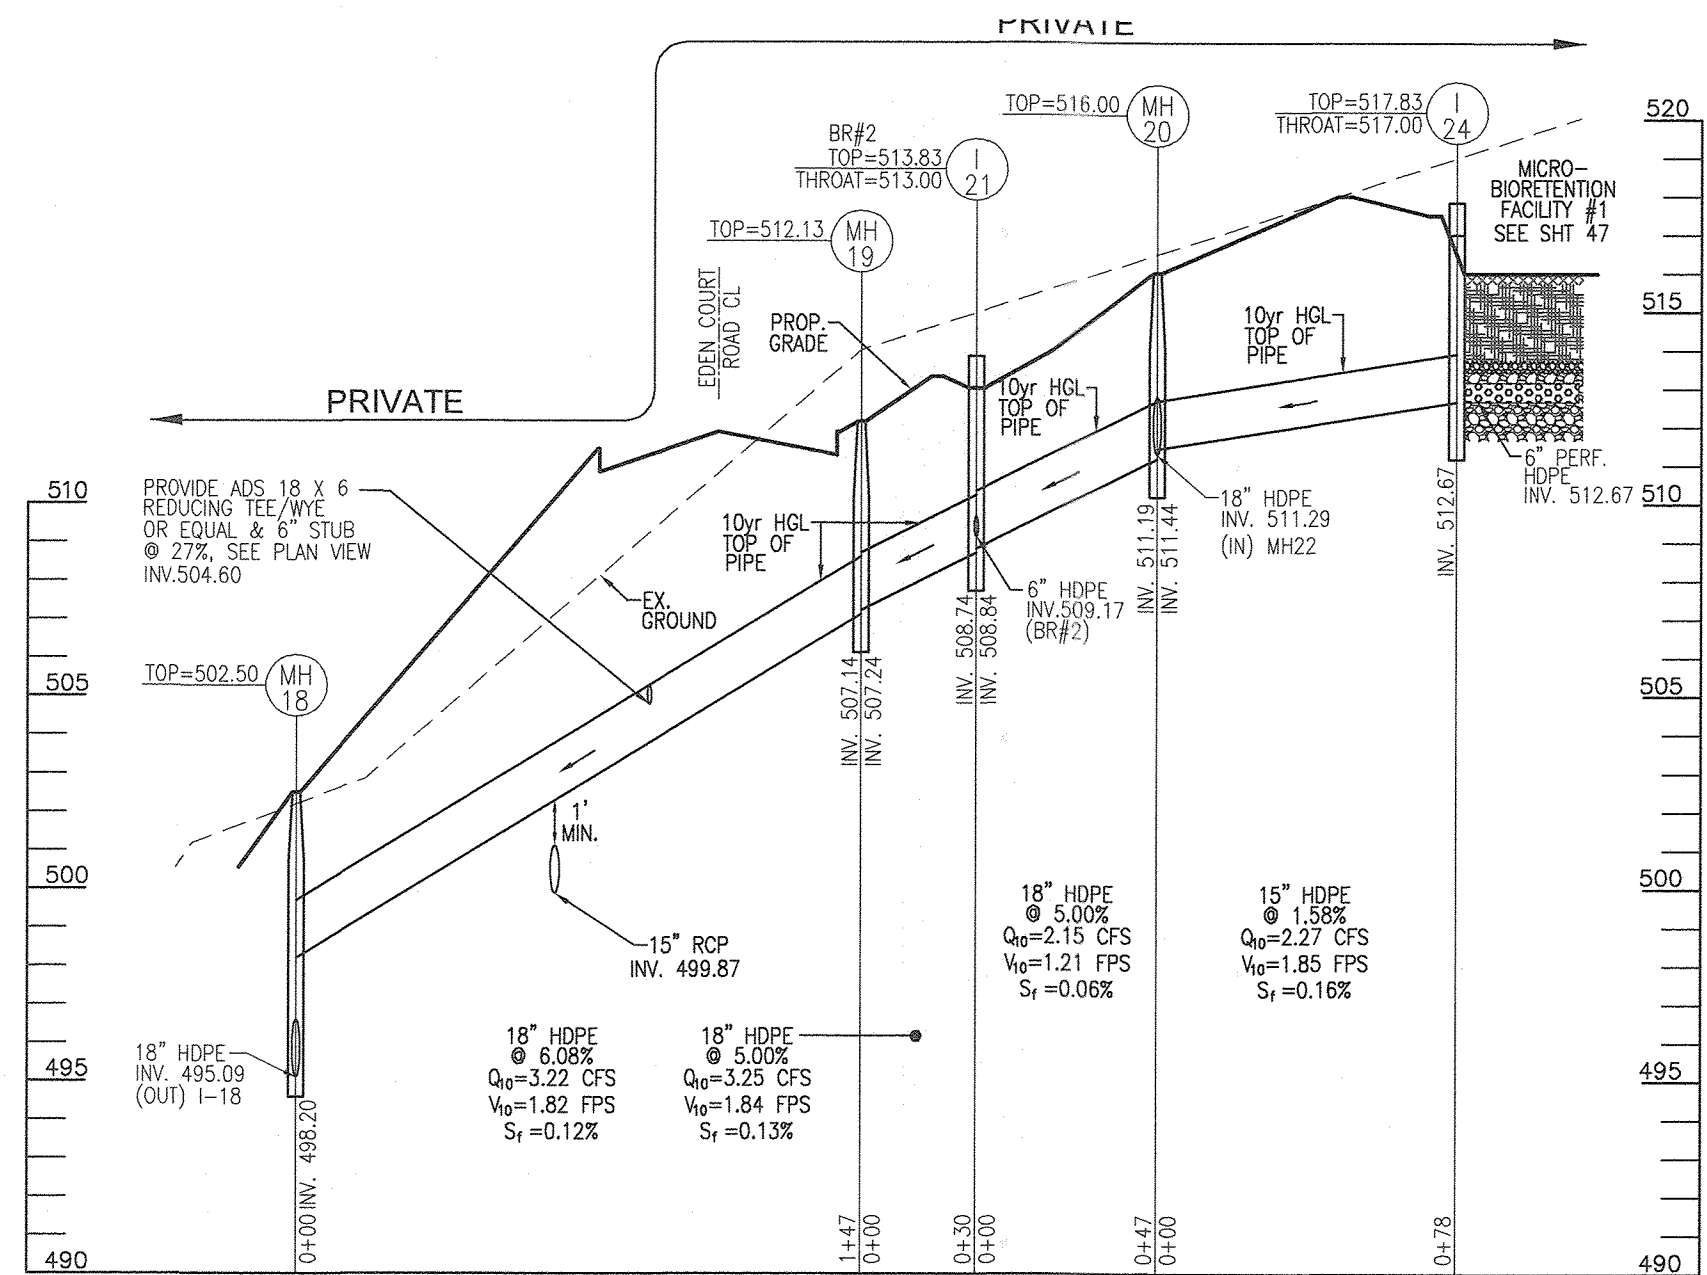 PRIVATE
TOP=516.00
MH
20
TOP=517.83
THROAT=517.00
I
24
520
BR#2
TOP=513.83
THROAT=513.00
I
21
MICRO-
BIORETENTION
FACILITY #1
SEE SHT 47
TOP=512.13
MH
19
EDEN COURT
ROAD CL
PROP.
GRADE
10yr HGL
TOP OF
PIPE
515
PRIVATE
10yr HGL
TOP OF
PIPE
6" PERF.
HDPE
INV. 512.67
510
510
PROVIDE ADS 18 X 6
REDUCING TEE/WYE
OR EQUAL & 6" STUB
@ 27%, SEE PLAN VIEW
INV.504.60
10yr HGL
TOP OF
PIPE
18" HDPE
INV. 511.29
(IN) MH22
INV. 511.19
INV. 511.44
INV. 512.67
EX.
GROUND
6" HDPE
INV.509.17
(BR#2)
INV. 508.74
INV. 508.84
INV. 507.14
INV. 507.24
TOP=502.50
MH
18
505
505
1'
MIN.
500
500
15" RCP
INV. 499.87
18" HDPE
@ 5.00%
Q10=2.15 CFS
V10=1.21 FPS
Sf =0.06%
15" HDPE
@ 1.58%
Q10=2.27 CFS
V10=1.85 FPS
Sf =0.16%
18" HDPE
INV. 495.09
(OUT) I-18
18" HDPE
@ 6.08%
Q10=3.22 CFS
V10=1.82 FPS
Sf =0.12%
18" HDPE
@ 5.00%
Q10=3.25 CFS
V10=1.84 FPS
Sf =0.13%
495
495
INV. 498.20
0+00
1+47
0+00
0+30
0+00
0+47
0+00
0+78
490
490